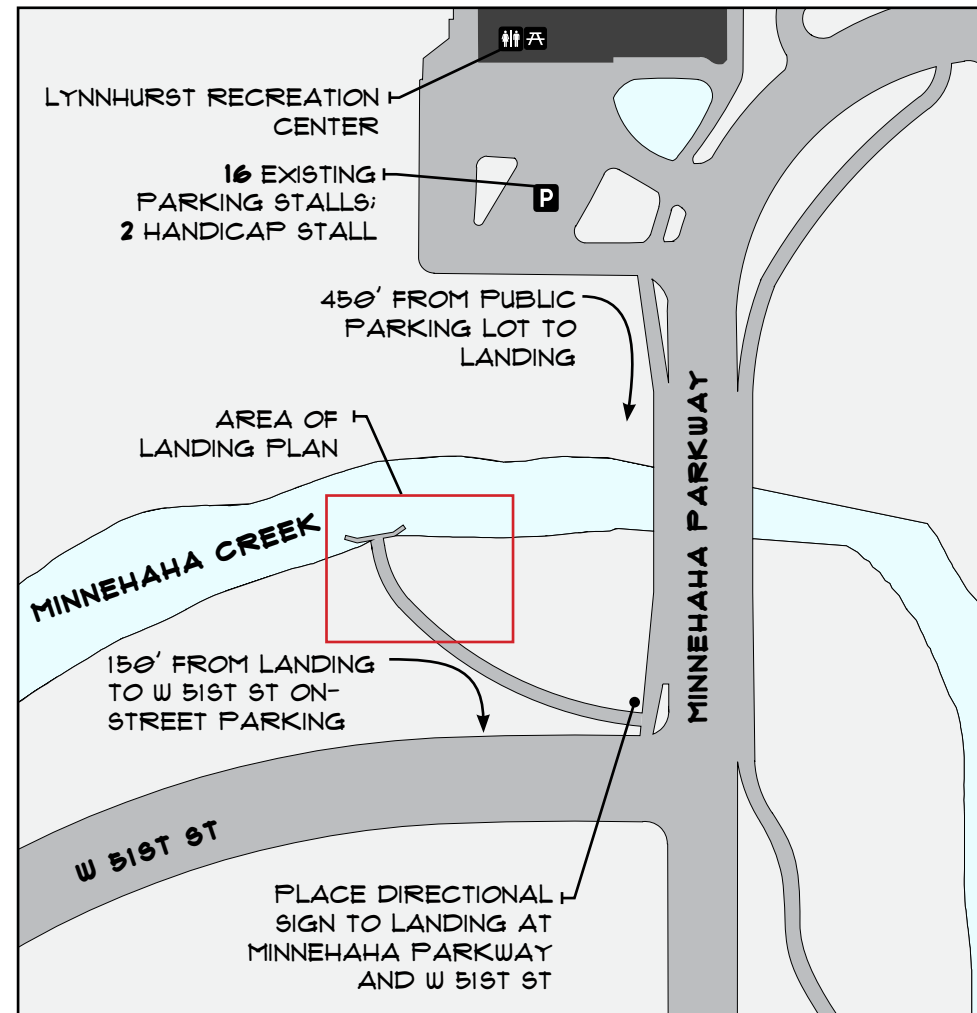 LYNNHURST RECREATION
CENTER
16 EXISTING
PARKING STALLS;
2 HANDICAP STALL
P
450' FROM PUBLIC
PARKING LOT TO
LANDING
AREA OF
LANDING PLAN
MINNEHAHA PARKWAY
MINNEHAHA CREEK
150' FROM LANDING
TO W 51ST ST ON-
STREET PARKING
W 51ST ST
PLACE DIRECTIONAL
SIGN TO LANDING AT
MINNEHAHA PARKWAY
AND W 51ST ST